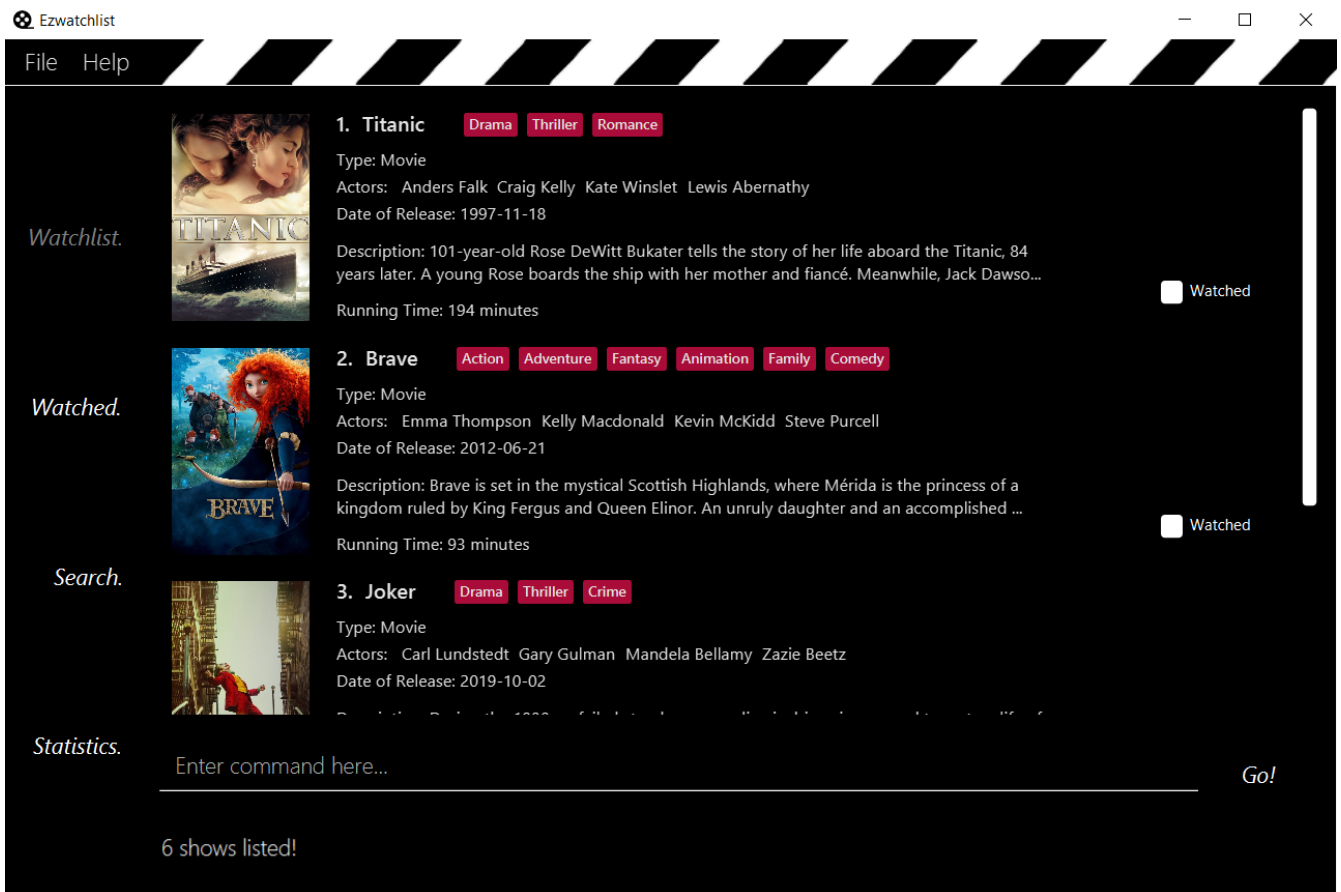 Ezwatchlist
File Help
Watchlist.
Watched.
Search.
Statistics.
TITANIC
1. Titanic Drama Thriller Romance
Type: Movie
Actors: Anders Falk Craig Kelly Kate Winslet Lewis Abernathy
Date of Release: 1997-11-18
Description: 101-year-old Rose DeWitt Bukater tells the story of her life aboard the Titanic, 84
years later. A young Rose boards the ship with her mother and fiancé. Meanwhile, Jack Dawso...
Running Time: 194 minutes
Watched
BRAVE
2. Brave Action Adventure Fantasy Animation Family Comedy
Type: Movie
Actors: Emma Thompson Kelly Macdonald Kevin McKidd Steve Purcell
Date of Release: 2012-06-21
Description: Brave is set in the mystical Scottish Highlands, where Mérida is the princess of a
kingdom ruled by King Fergus and Queen Elinor. An unruly daughter and an accomplished ...
Running Time: 93 minutes
Watched
3. Joker Drama Thriller Crime
Type: Movie
Actors: Carl Lundstedt Gary Gulman Mandela Bellamy Zazie Beetz
Date of Release: 2019-10-02
Enter command here...
Go!
6 shows listed!